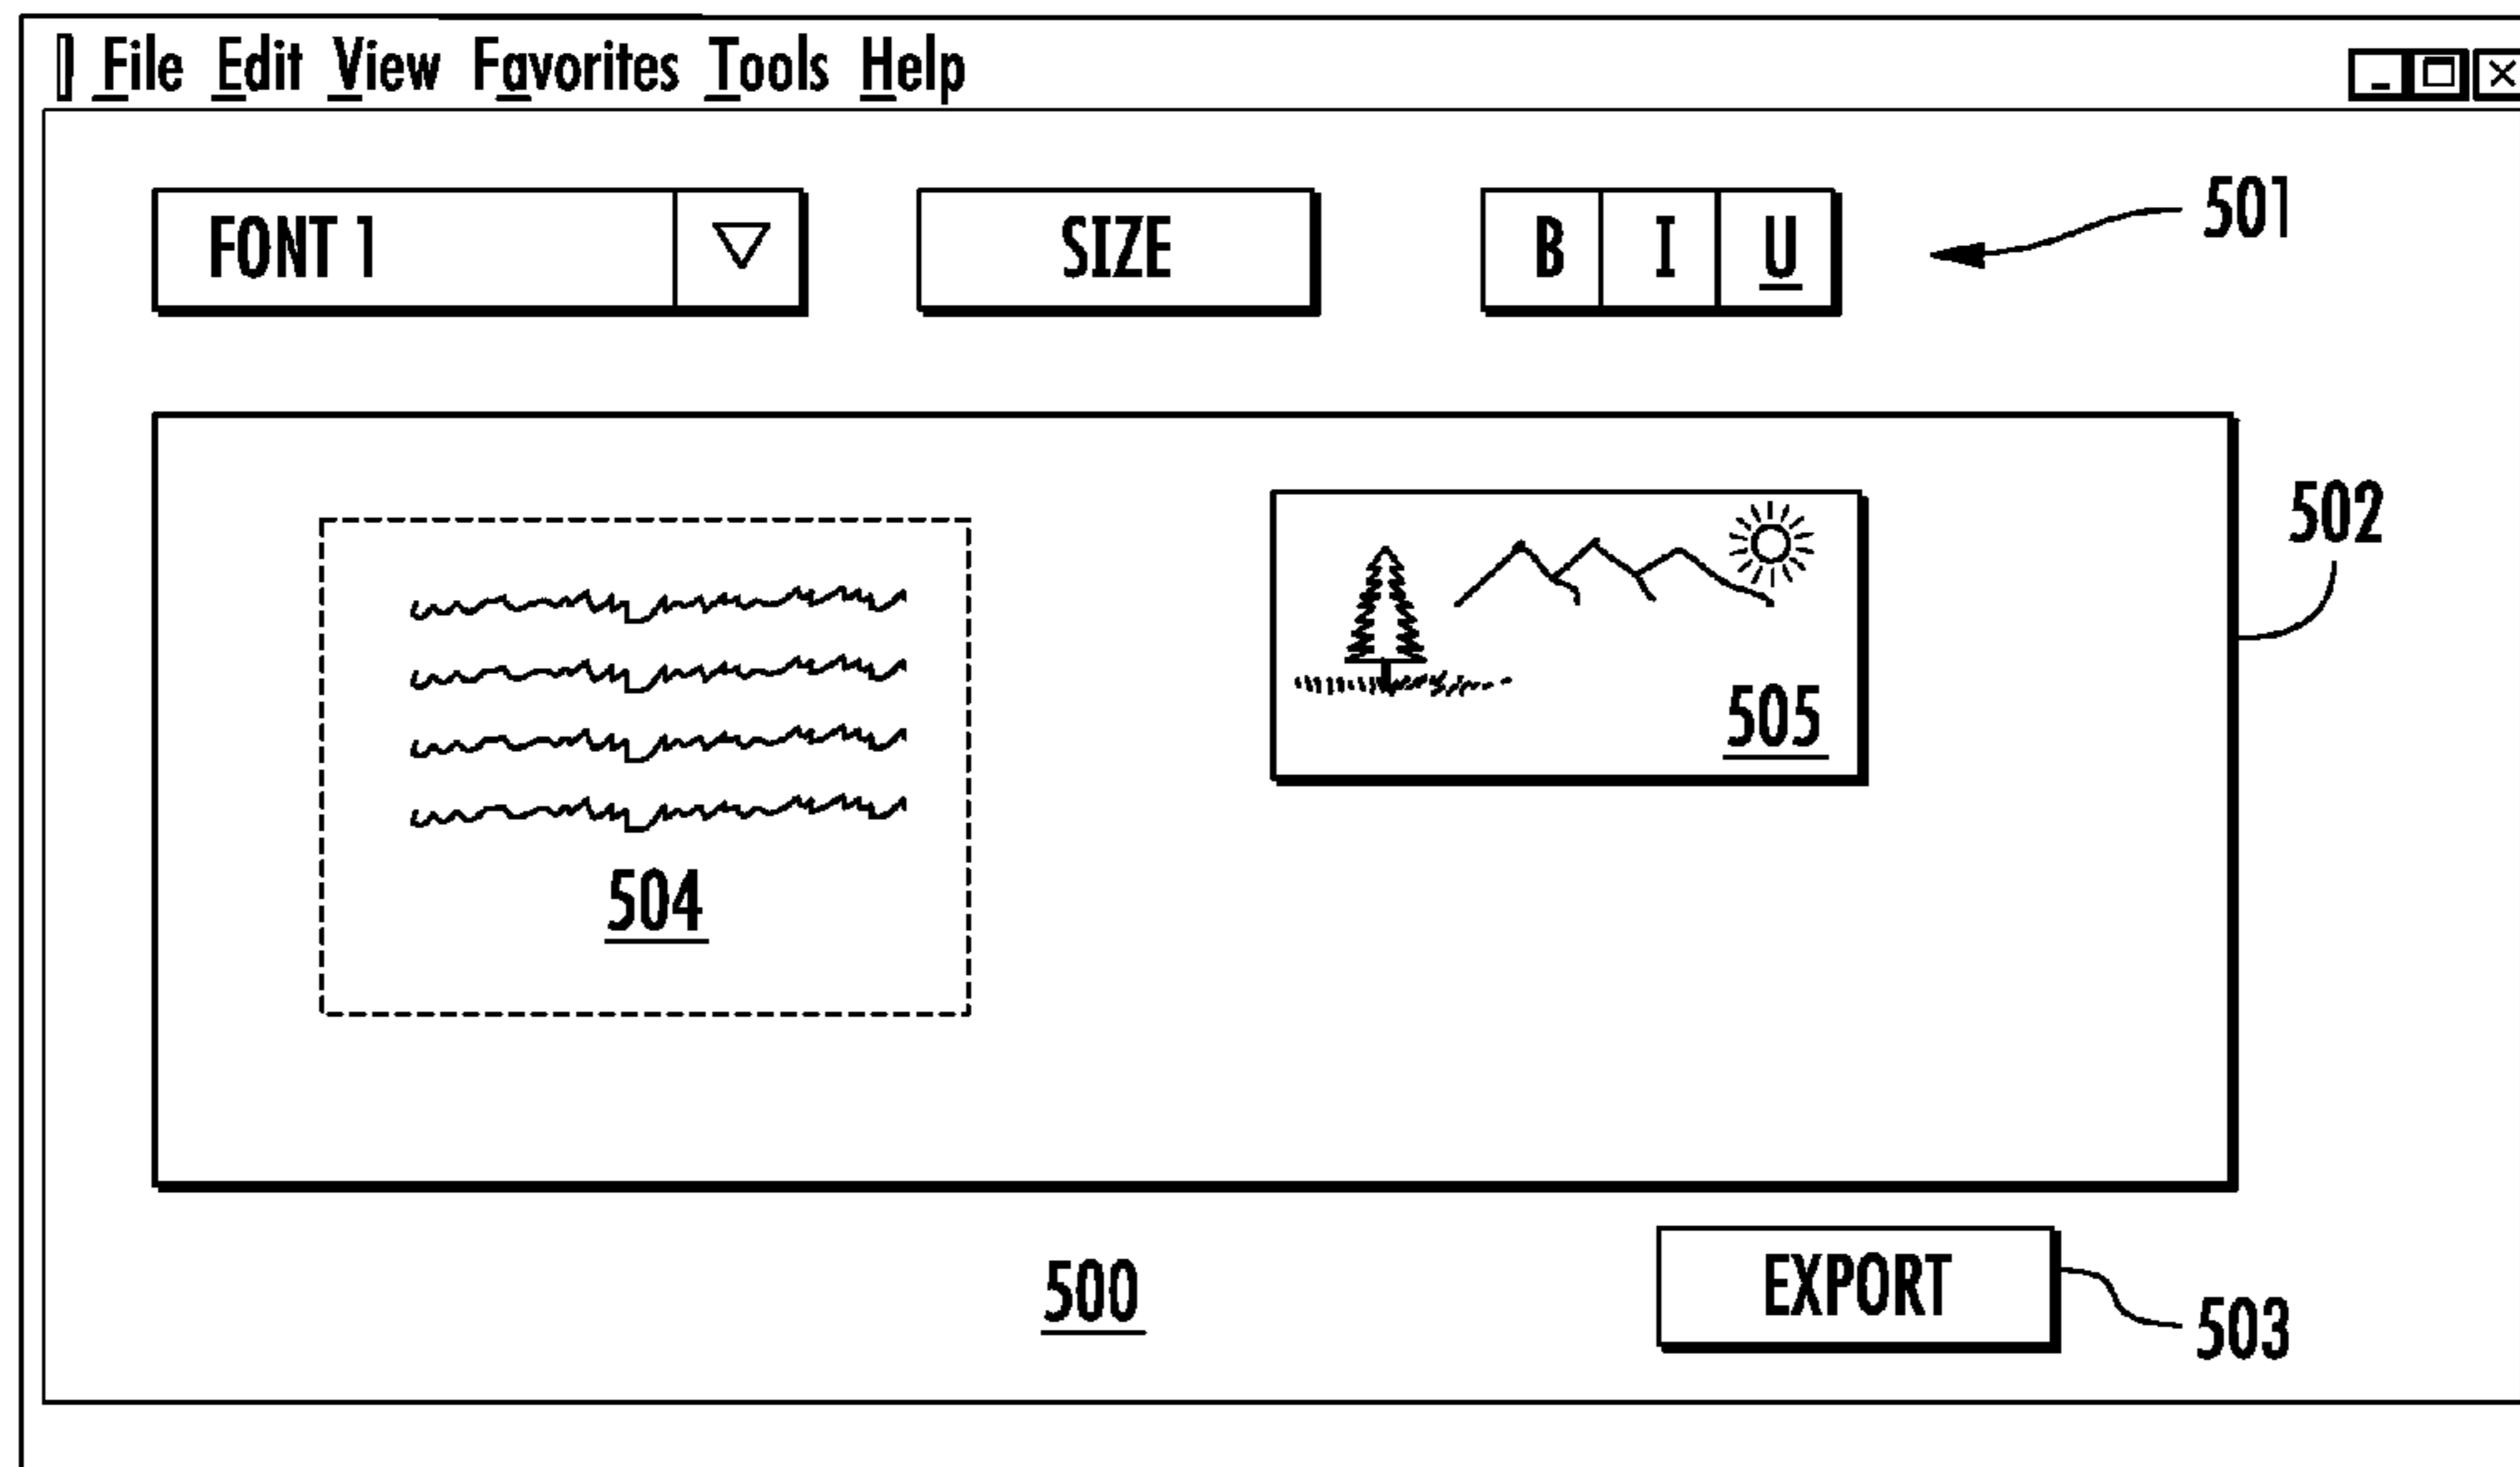 File Edit View Favorites Tools Help
FONT 1 SIZE B I U 501
502
505
504
500 EXPORT
503